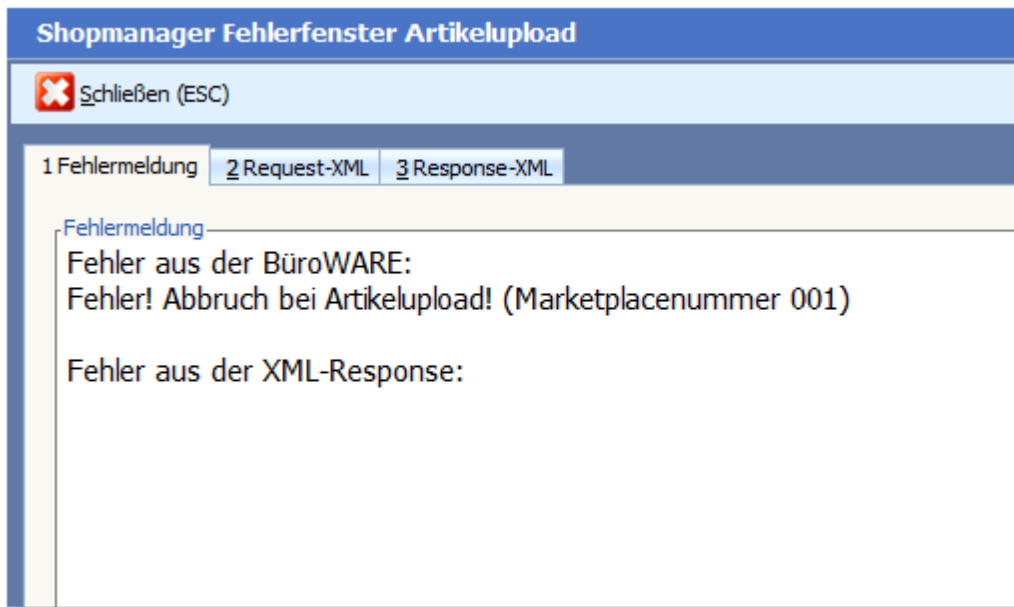 Shopmanager Fehlerfenster Artikelupload
Schließen (ESC)
1 Fehlermeldung 2 Request-XML 3 Response-XML
Fehlermeldung
Fehler aus der BüroWARE:
Fehler! Abbruch bei Artikelupload! (Marketplacenummer 001)
Fehler aus der XML-Response: